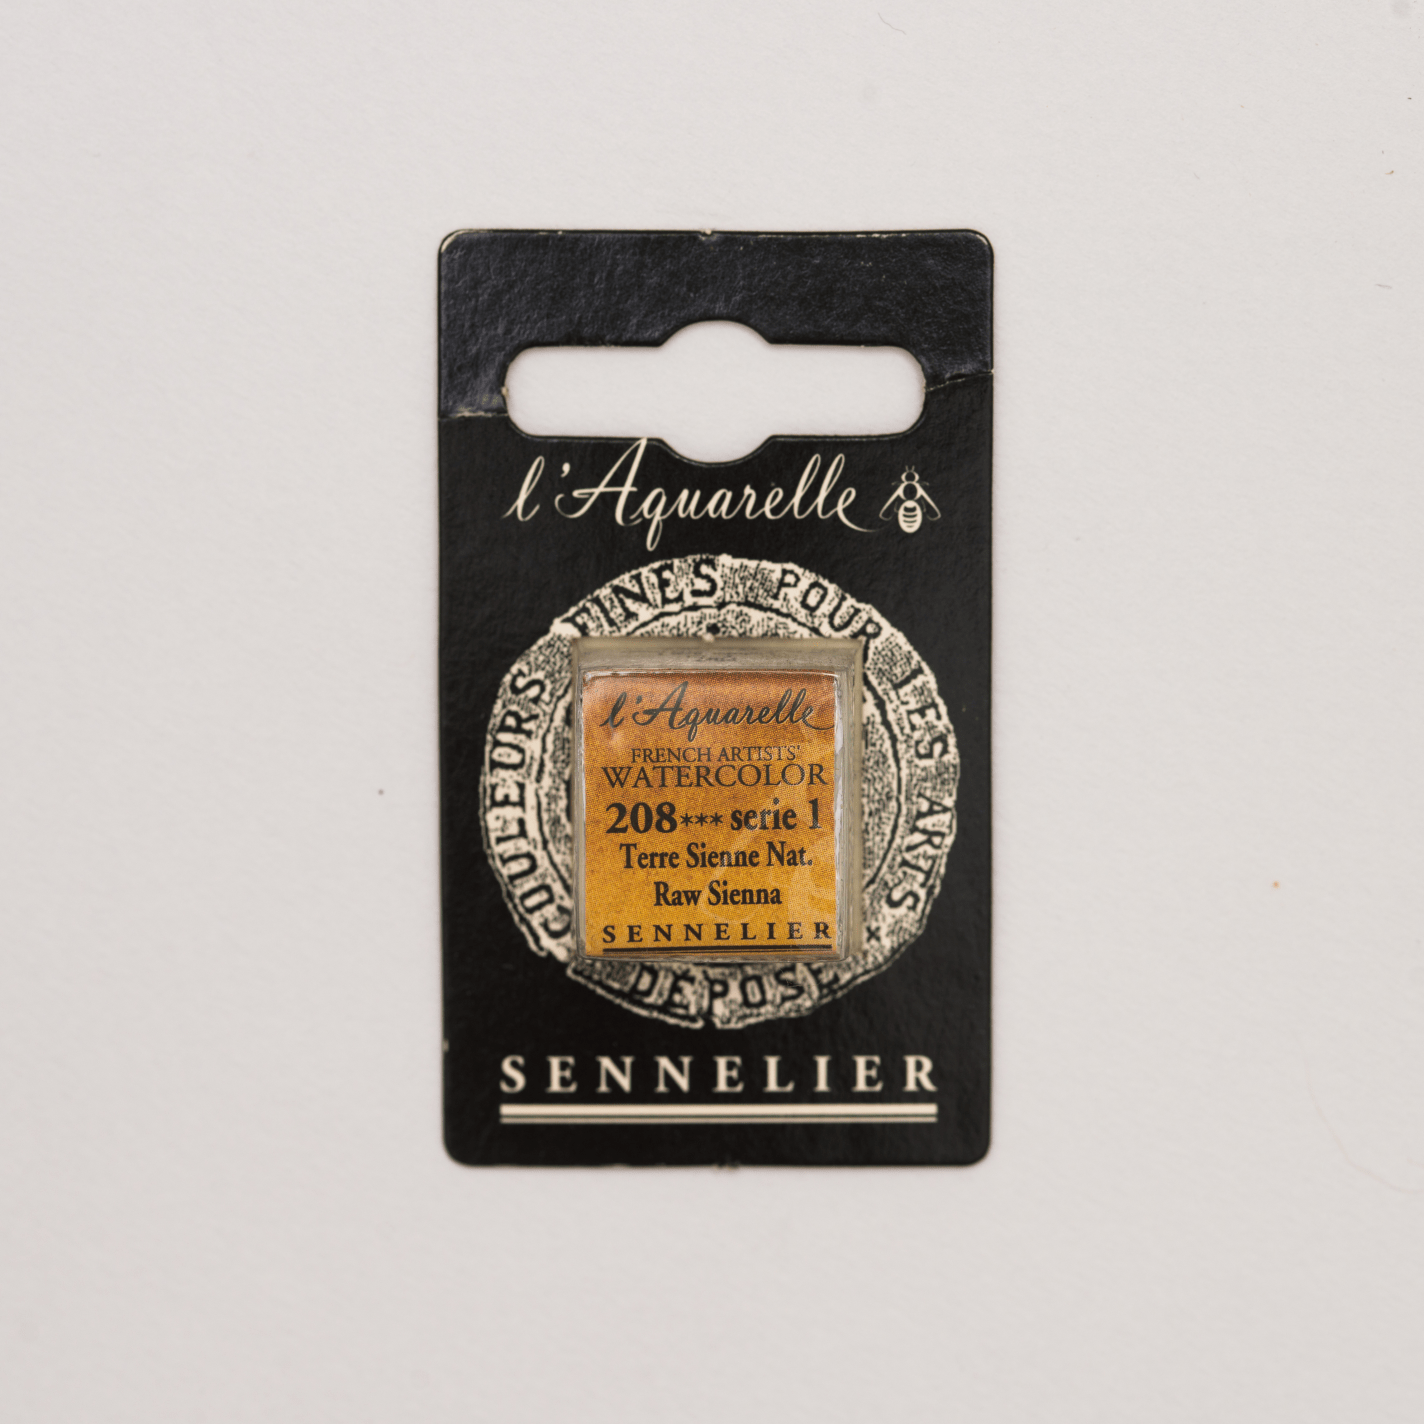 l'Aquarelle
COULEURS FINES POUR LES ARTS
DÉPOSÉ
l'Aquarelle
FRENCH ARTISTS'
WATERCOLOR
208*** serie 1
Terre Sienne Nat.
Raw Sienna
SENNELIER
SENNELIER